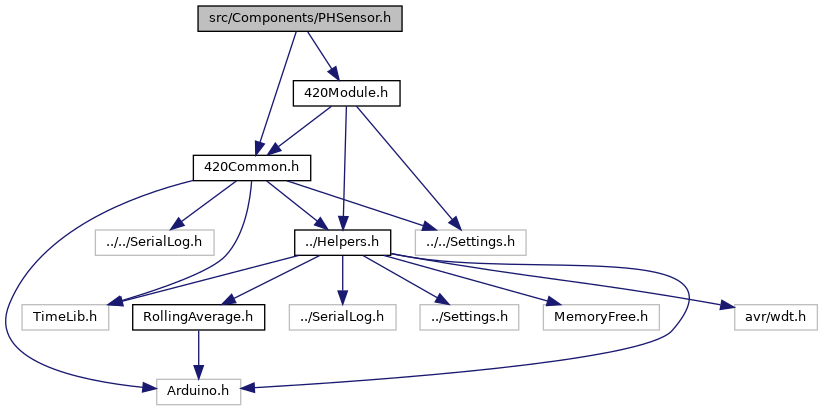 src/Components/PHSensor.h
420Module.h
420Common.h
../../SerialLog.h
../Helpers.h
../../Settings.h
TimeLib.h
RollingAverage.h
../SerialLog.h
../Settings.h
MemoryFree.h
avr/wdt.h
Arduino.h